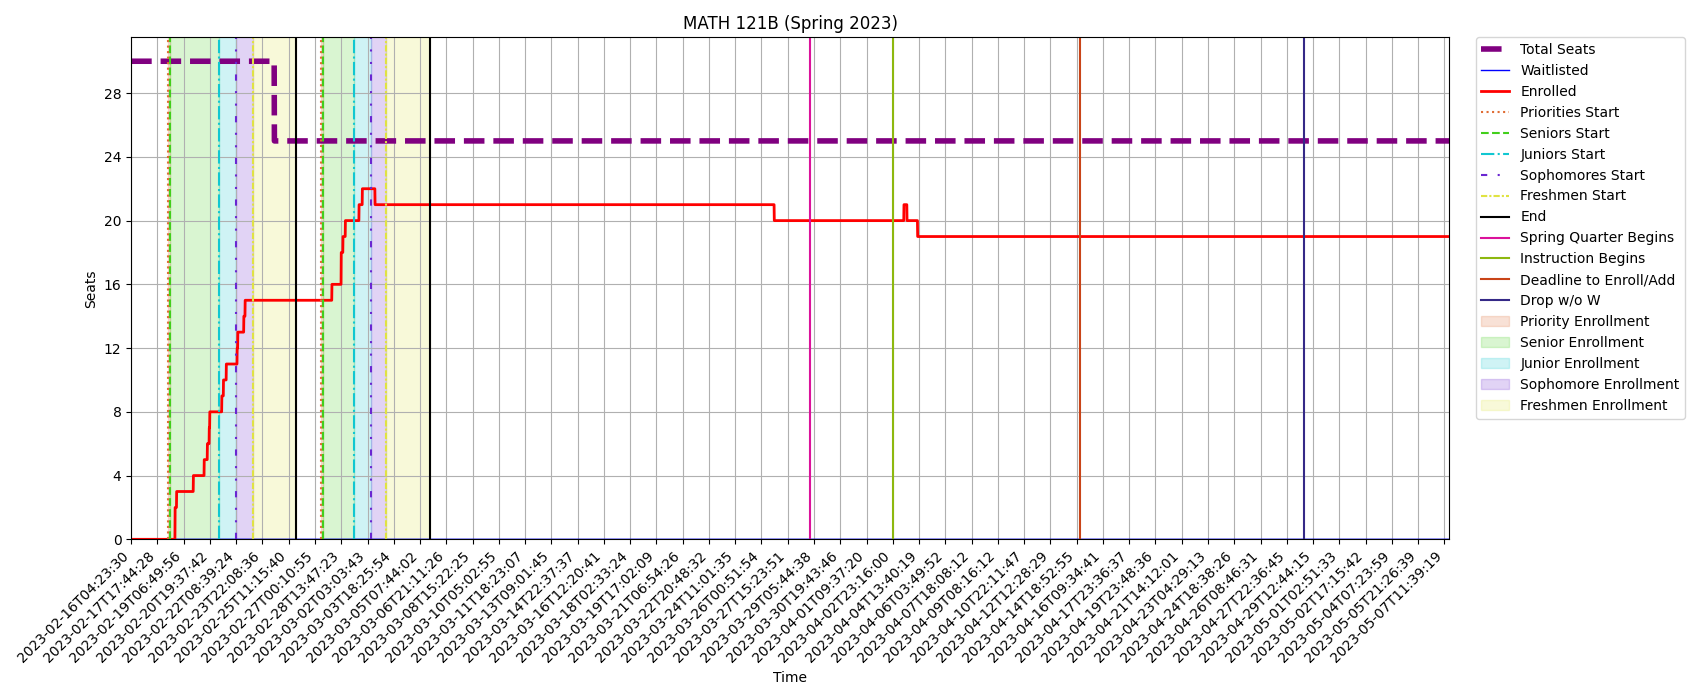 MATH 121B (Spring 2023)
Seats
28
24
20
16
12
8
4
0
2023-02-16T04:23:30
2023-02-17T17:44:28
2023-02-19T06:49:56
2023-02-20T19:37:42
2023-02-22T08:39:24
2023-02-23T22:08:36
2023-02-25T11:15:40
2023-02-27T00:10:55
2023-02-28T13:47:23
2023-03-02T03:03:43
2023-03-03T18:25:54
2023-03-05T07:44:02
2023-03-06T21:11:26
2023-03-08T15:22:25
2023-03-10T05:02:55
2023-03-11T18:23:07
2023-03-13T09:01:45
2023-03-14T22:37:37
2023-03-16T12:20:41
2023-03-18T02:33:24
2023-03-19T17:02:09
2023-03-21T06:54:26
2023-03-22T20:48:32
2023-03-24T11:01:35
2023-03-26T00:51:54
2023-03-27T15:23:51
2023-03-29T05:44:38
2023-03-30T19:43:46
2023-04-01T09:37:20
2023-04-02T23:16:00
2023-04-04T13:40:19
2023-04-06T03:49:52
2023-04-07T18:08:12
2023-04-09T08:16:12
2023-04-10T22:11:47
2023-04-12T12:28:29
2023-04-14T18:52:55
2023-04-16T09:34:41
2023-04-17T23:36:37
2023-04-19T23:48:36
2023-04-21T14:12:01
2023-04-23T04:29:13
2023-04-24T18:38:26
2023-04-26T08:46:31
2023-04-27T22:36:45
2023-04-29T12:44:15
2023-05-01T02:51:33
2023-05-02T17:15:42
2023-05-04T07:23:59
2023-05-05T21:26:39
2023-05-07T11:39:19
Time
Total Seats
Waitlisted
Enrolled
Priorities Start
Seniors Start
Juniors Start
Sophomores Start
Freshmen Start
End
Spring Quarter Begins
Instruction Begins
Deadline to Enroll/Add
Drop w/o W
Priority Enrollment
Senior Enrollment
Junior Enrollment
Sophomore Enrollment
Freshmen Enrollment